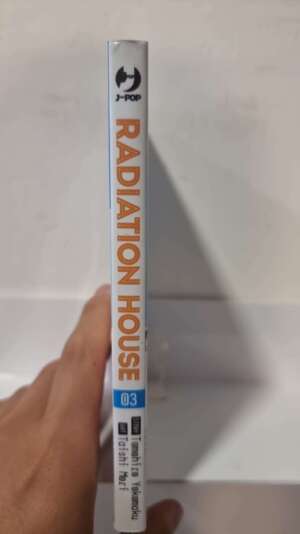 J-POP
RADIATION HOUSE
03
Tomohiro Yokomaku
Taishi Mori